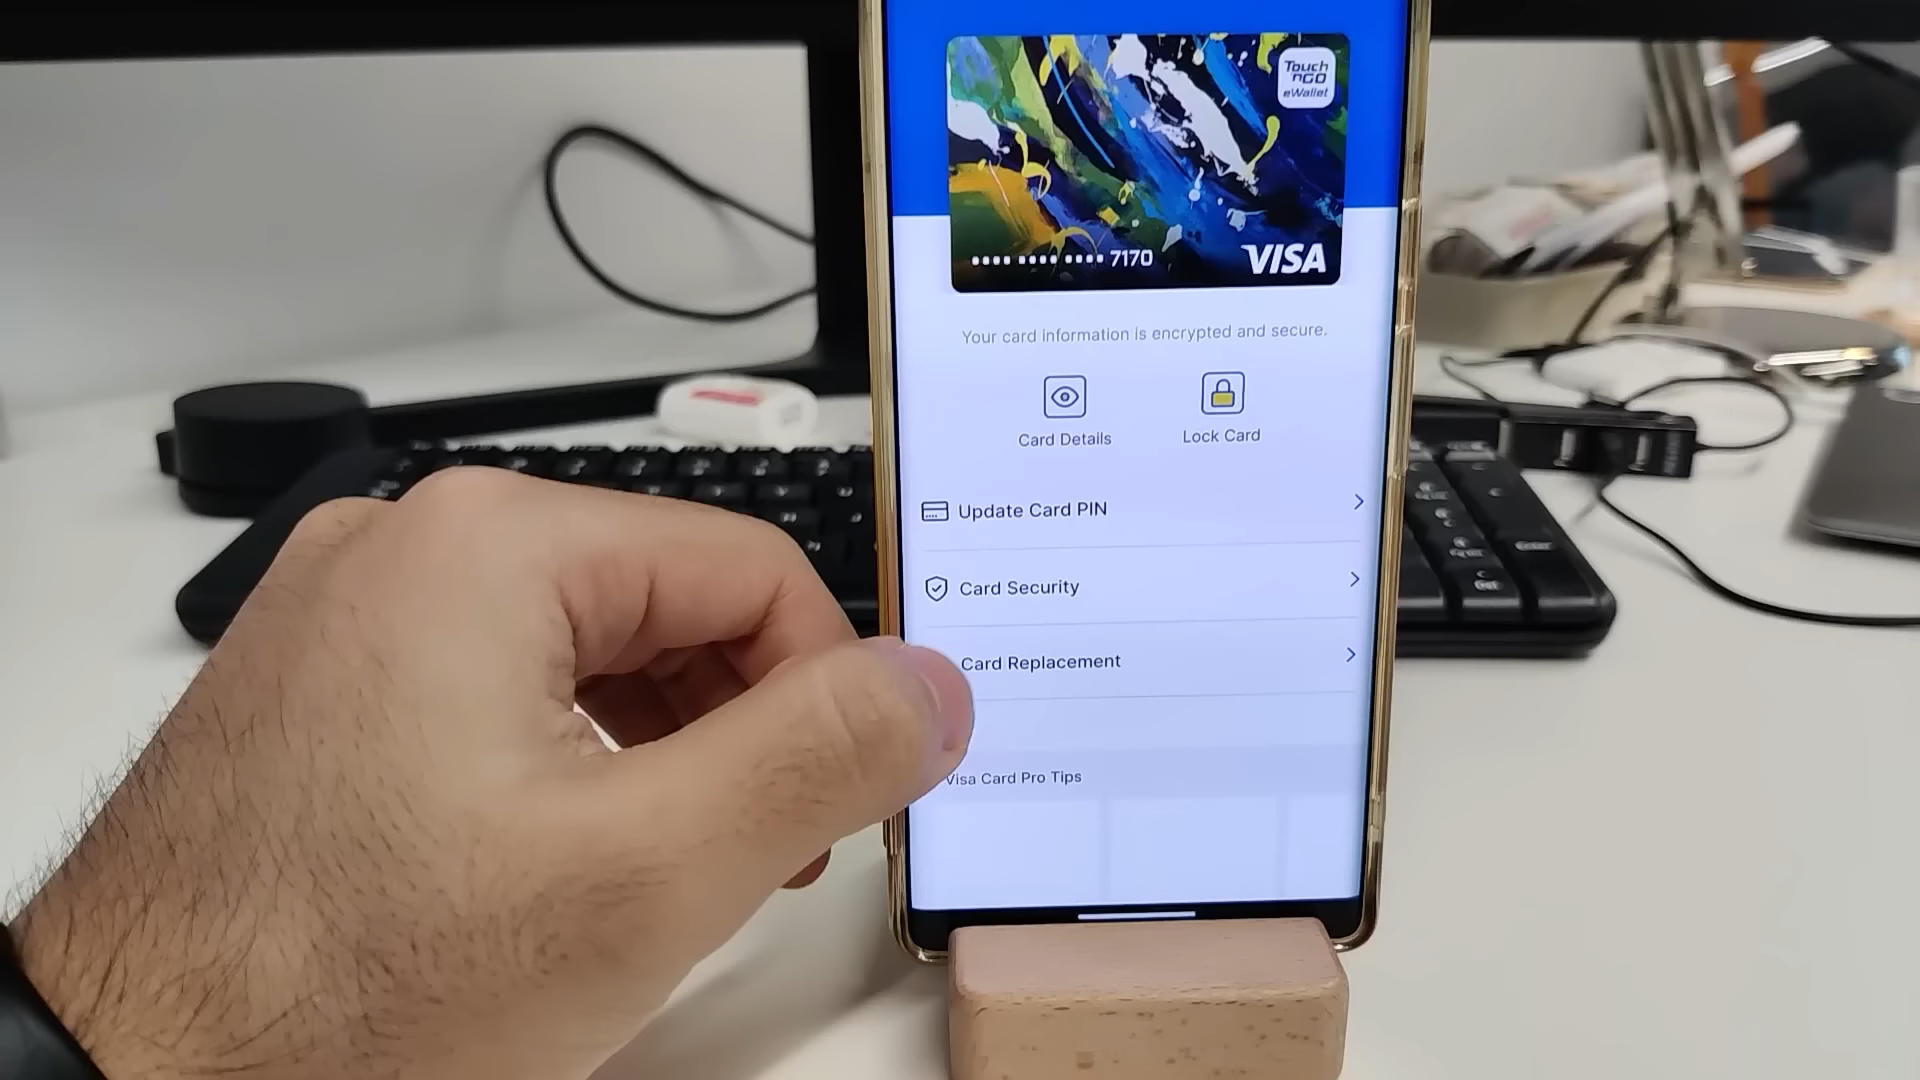 Touch
nGO
eWallet
•••• •••• •••• 7170
VISA
Your card information is encrypted and secure.
Card Details
Lock Card
Update Card PIN
Card Security
Card Replacement
Visa Card Pro Tips